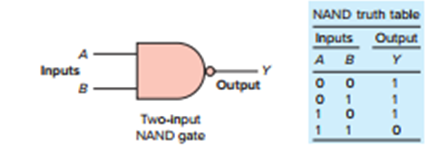 A
Inputs
B
Y
Output
Two-input
NAND gate
NAND truth table
Inputs Output
A B Y
0 0 1
0 1 1
1 0 1
1 1 0